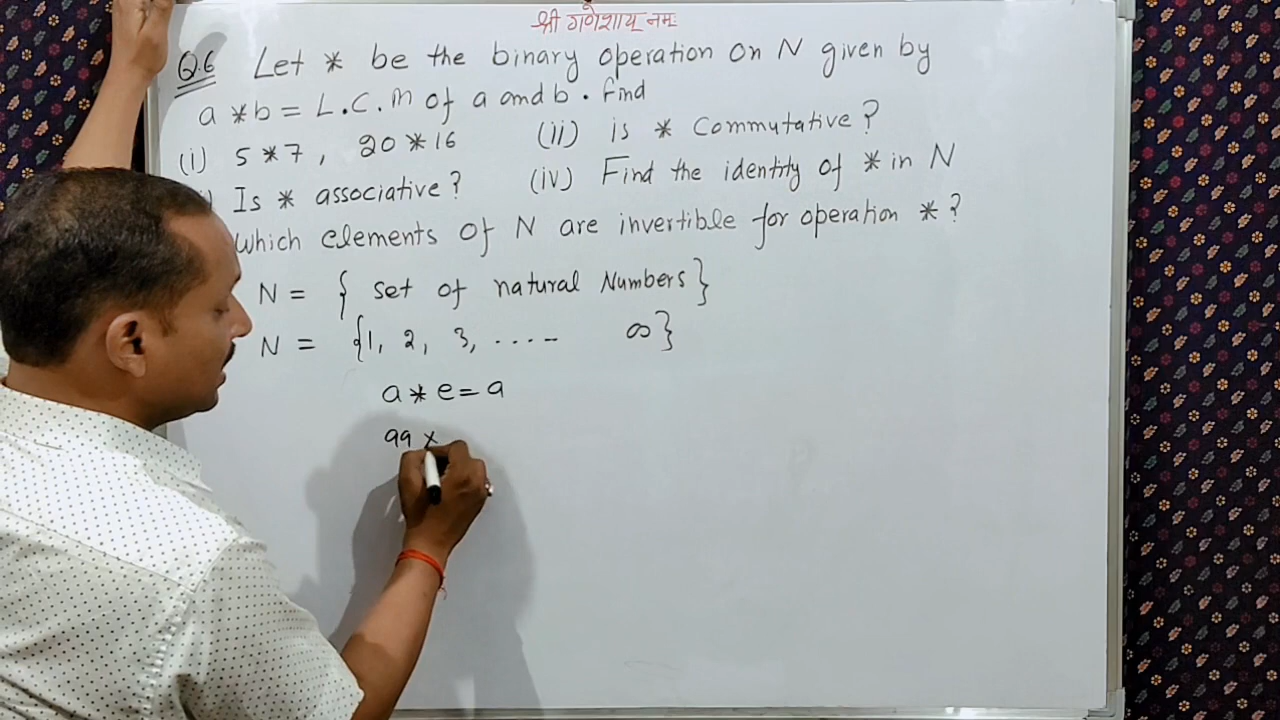 श्री गणेशाय नमः
Q.6 Let * be the binary operation on N given by
a * b = L.C.M of a and b. Find
(i) 5 * 7, 20 * 16 (ii) is * Commutative?
Is * associative? (iv) Find the identity of * in N
Which elements of N are invertible for operation *?
N = { set of natural Numbers}
N = {1, 2, 3, ..... ∞}
a * e = a
99 ×